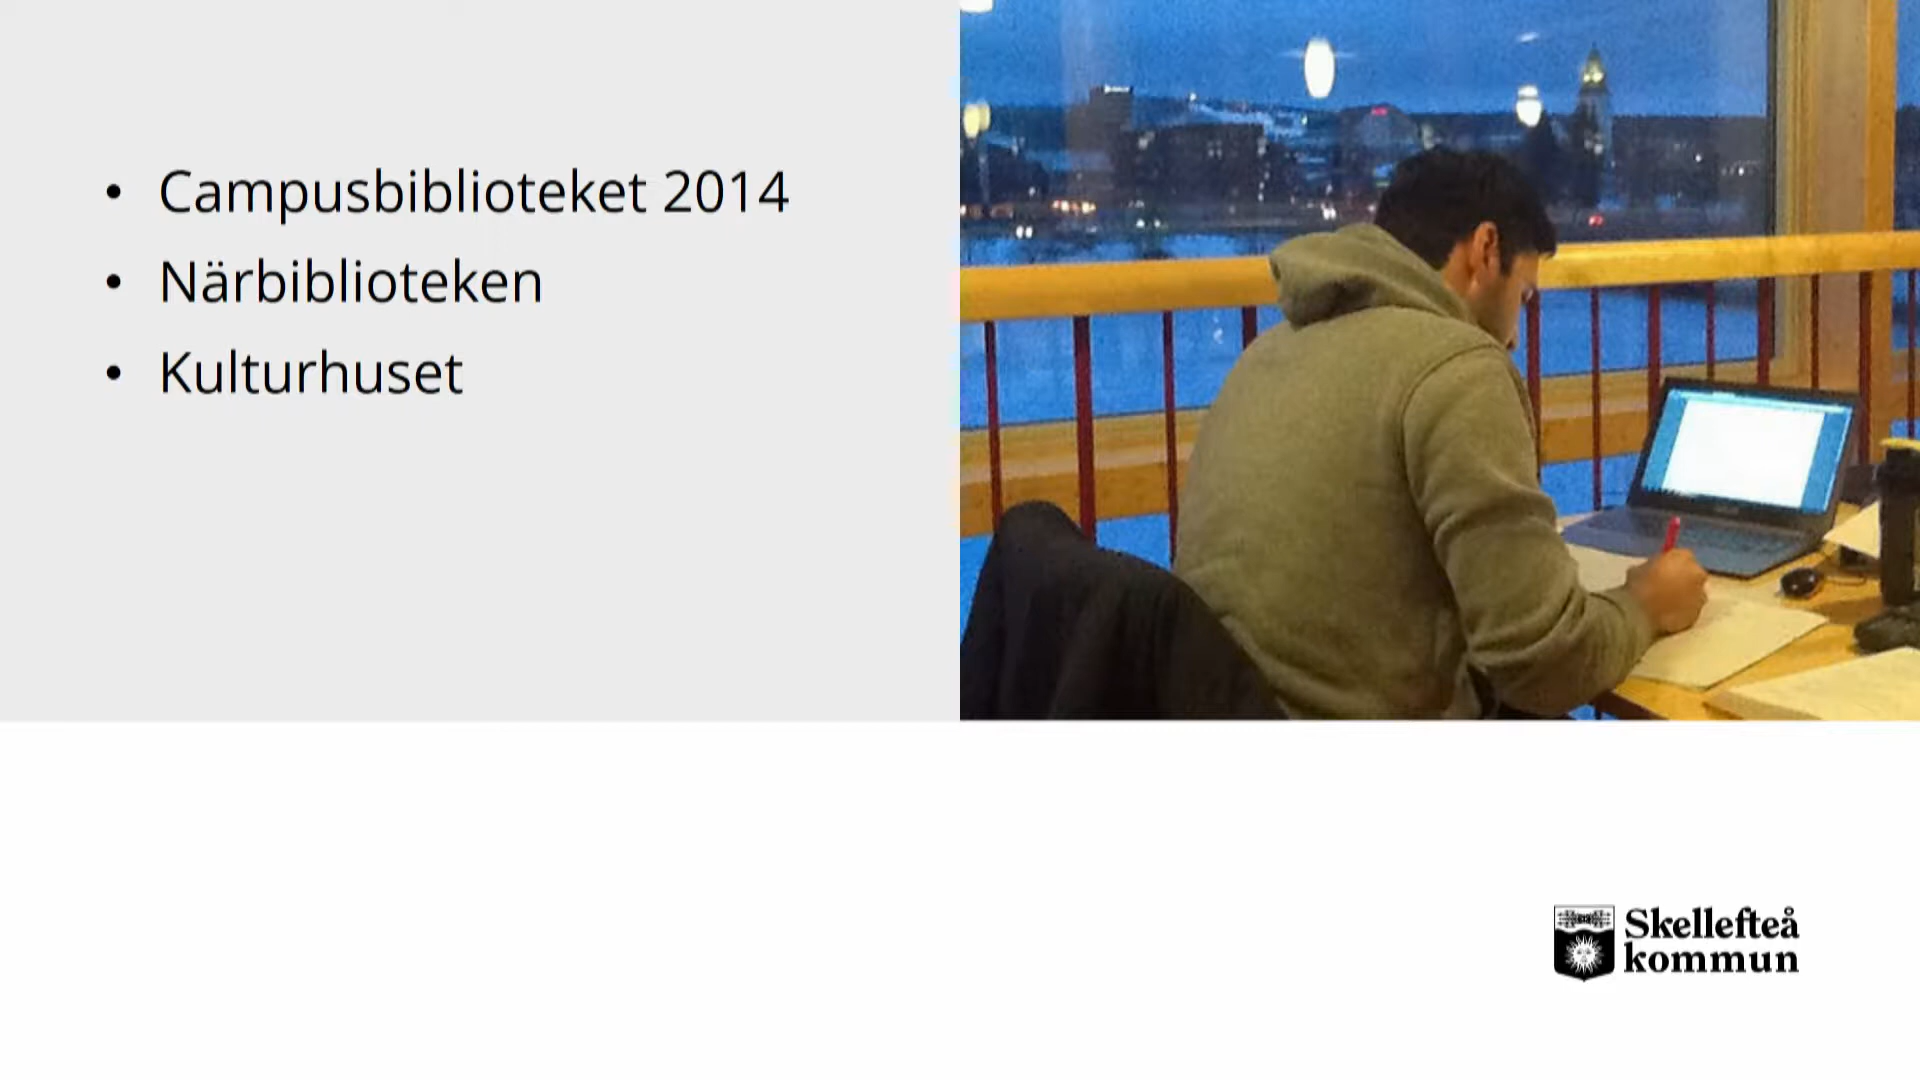 • Campusbiblioteket 2014
• Närbiblioteken
• Kulturhuset
Skellefteå
kommun